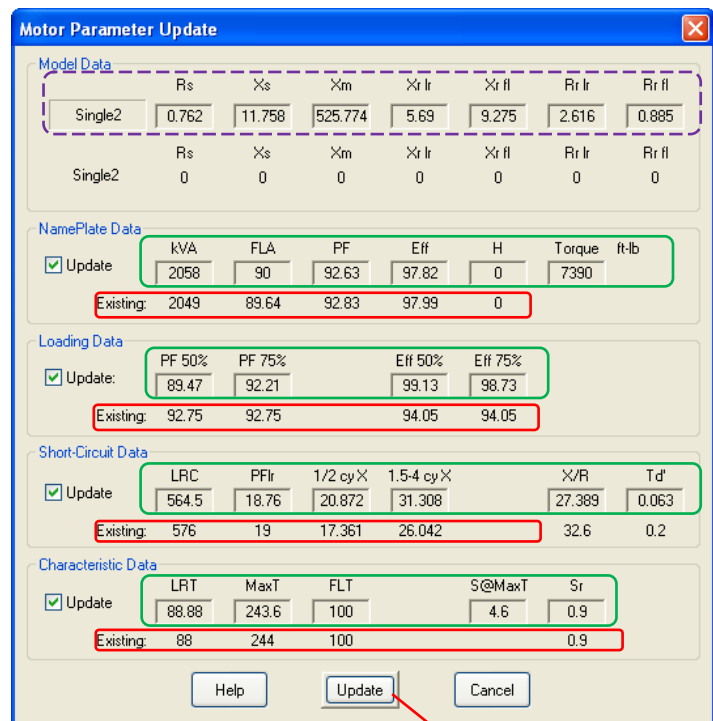 Motor Parameter Update
Model Data
Rs Xs Xm Xr lr Xr fl Rr lr Rr fl
Single2 0.762 11.758 525.774 5.69 9.275 2.616 0.885
Rs Xs Xm Xr lr Xr fl Rr lr Rr fl
Single2 0 0 0 0 0 0 0
NamePlate Data
kVA FLA PF Eff H Torque ft-lb
Update 2058 90 92.63 97.82 0 7390
Existing: 2049 89.64 92.83 97.99 0
Loading Data
PF 50% PF 75% Eff 50% Eff 75%
Update: 89.47 92.21 99.13 98.73
Existing: 92.75 92.75 94.05 94.05
Short-Circuit Data
LRC PFlr 1/2 cy X 1.5-4 cy X X/R Td'
Update 564.5 18.76 20.872 31.308 27.389 0.063
Existing: 576 19 17.361 26.042 32.6 0.2
Characteristic Data
LRT MaxT FLT S@MaxT Sr
Update 88.88 243.6 100 4.6 0.9
Existing: 88 244 100 0.9
Help Update Cancel